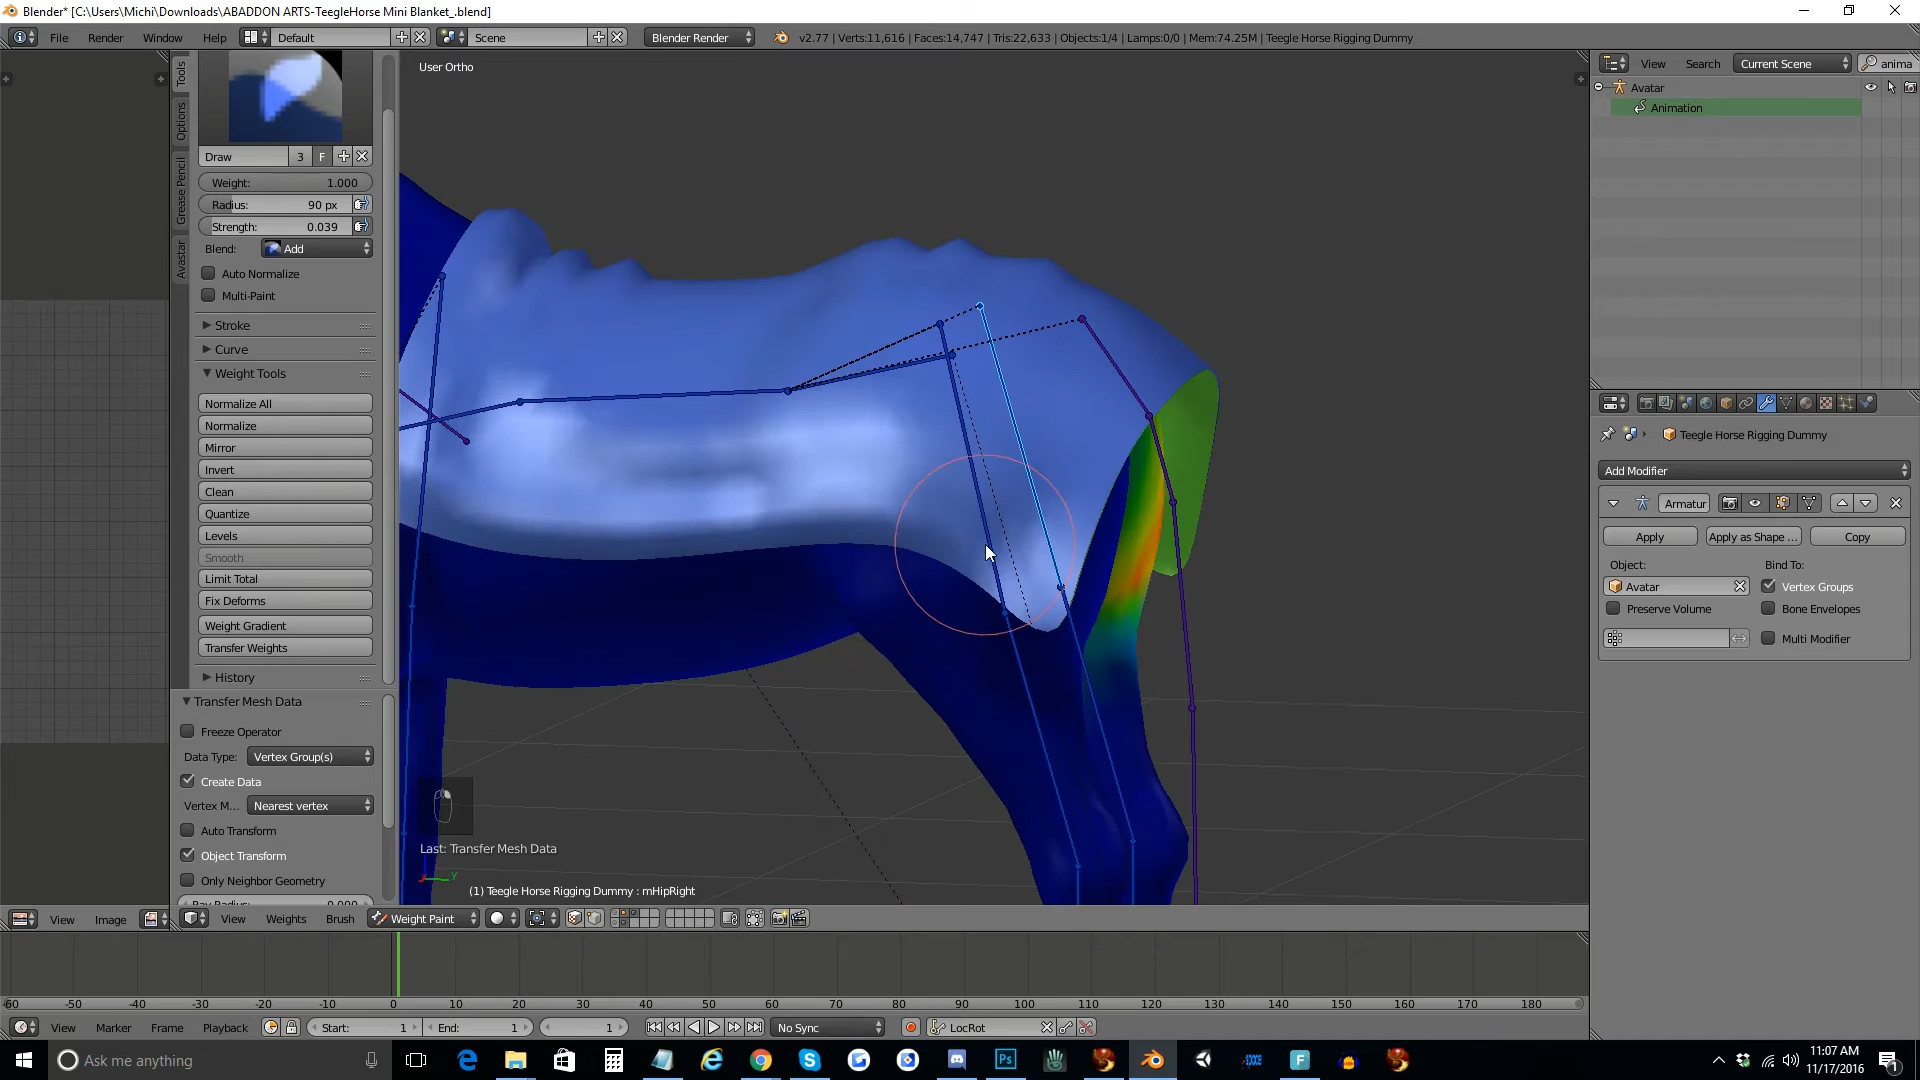 Blender* [C:\Users\Michi\Downloads\ABADDON ARTS-TeegleHorse Mini Blanket_.blend]
File Render Window Help Default Scene Blender Render v2.77 | Verts:11,616 | Faces:14,747 | Tris:22,633 | Objects:1/4 | Lamps:0/0 | Mem:74.25M | Teegle Horse Rigging Dummy
View Search Current Scene anima
Avatar
Animation
User Ortho
Tools
Options
Grease Pencil
Avastar
Draw 3 F
Weight: 1.000
Radius: 90 px
Strength: 0.039
Blend: Add
Auto Normalize
Multi-Paint
Stroke
Curve
Weight Tools
Normalize All
Normalize
Mirror
Invert
Clean
Quantize
Levels
Smooth
Limit Total
Fix Deforms
Weight Gradient
Transfer Weights
History
Transfer Mesh Data
Freeze Operator
Data Type: Vertex Group(s)
Create Data
Vertex M... Nearest vertex
Auto Transform
Object Transform
Only Neighbor Geometry
Last: Transfer Mesh Data
y
(1) Teegle Horse Rigging Dummy : mHipRight
Teegle Horse Rigging Dummy
Add Modifier
Armatur
Apply Apply as Shape ... Copy
Object: Bind To:
Avatar Vertex Groups
Preserve Volume Bone Envelopes
Multi Modifier
View Image View Weights Brush Weight Paint
-60 -50 -40 -30 -20 -10 0 10 20 30 40 50 60 70 80 90 100 110 120 130 140 150 160 170 180
View Marker Frame Playback Start: 1 End: 1 1 No Sync LocRot
Ask me anything
11:07 AM
11/17/2016